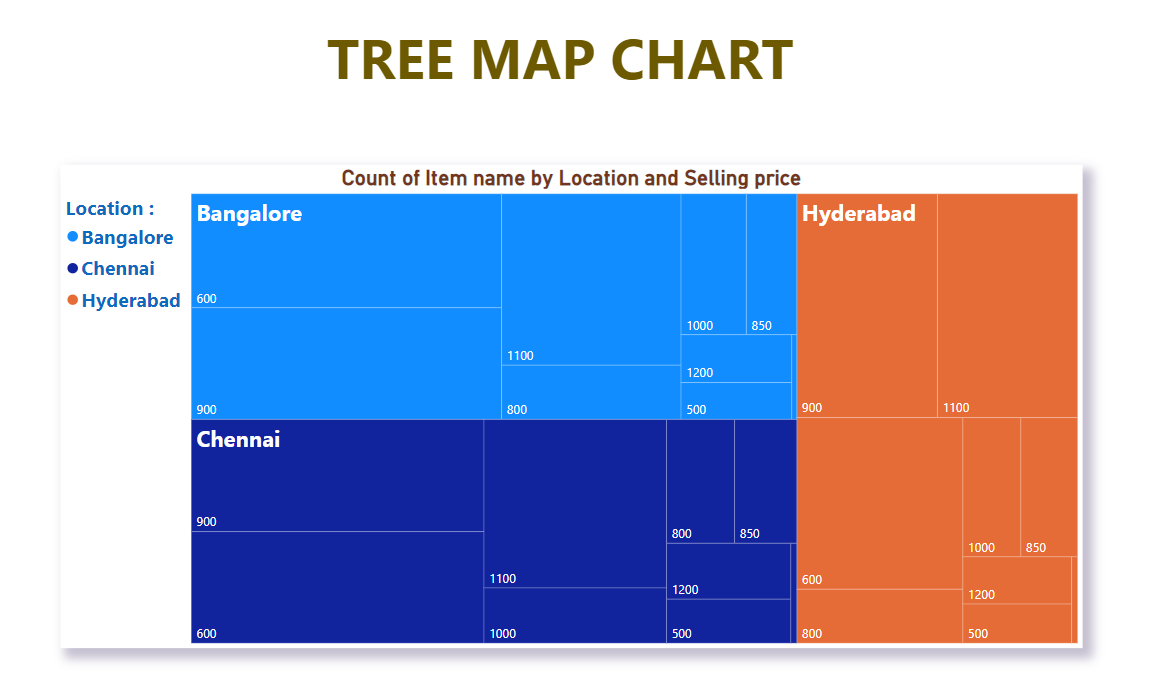 TREE MAP CHART
Count of Item name by Location and Selling price
Location :
Bangalore
Chennai
Hyderabad
Bangalore
600
900
1100
800
1000
850
1200
500
Chennai
900
600
1100
1000
800
850
1200
500
Hyderabad
900
1100
600
800
1000
850
1200
500